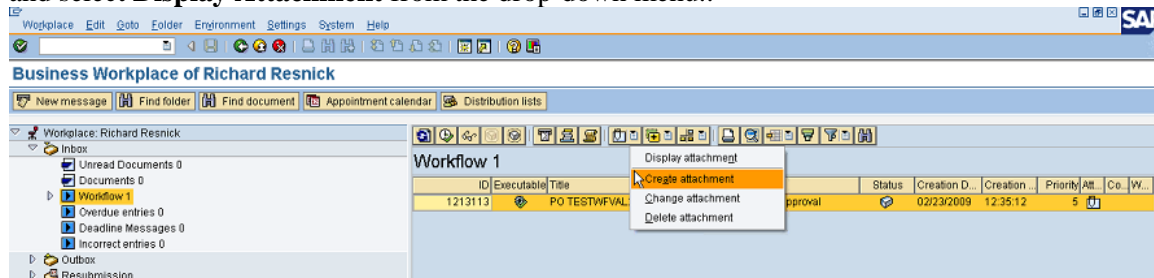 and select Display Attachment from the drop-down menu..
Workplace Edit Goto Folder Environment Settings System Help
SAP
Business Workplace of Richard Resnick
New message Find folder Find document Appointment calendar Distribution lists
Workplace: Richard Resnick
Inbox
Unread Documents 0
Documents 0
Workflow 1
Overdue entries 0
Deadline Messages 0
Incorrect entries 0
Outbox
Resubmission
Workflow 1
Display attachment
Create attachment
Change attachment
Delete attachment
ID Executable Title Status Creation D... Creation ... Priority Att... Co... W...
1213113 PO TESTWFVAL: pproval 02/23/2009 12:35:12 5